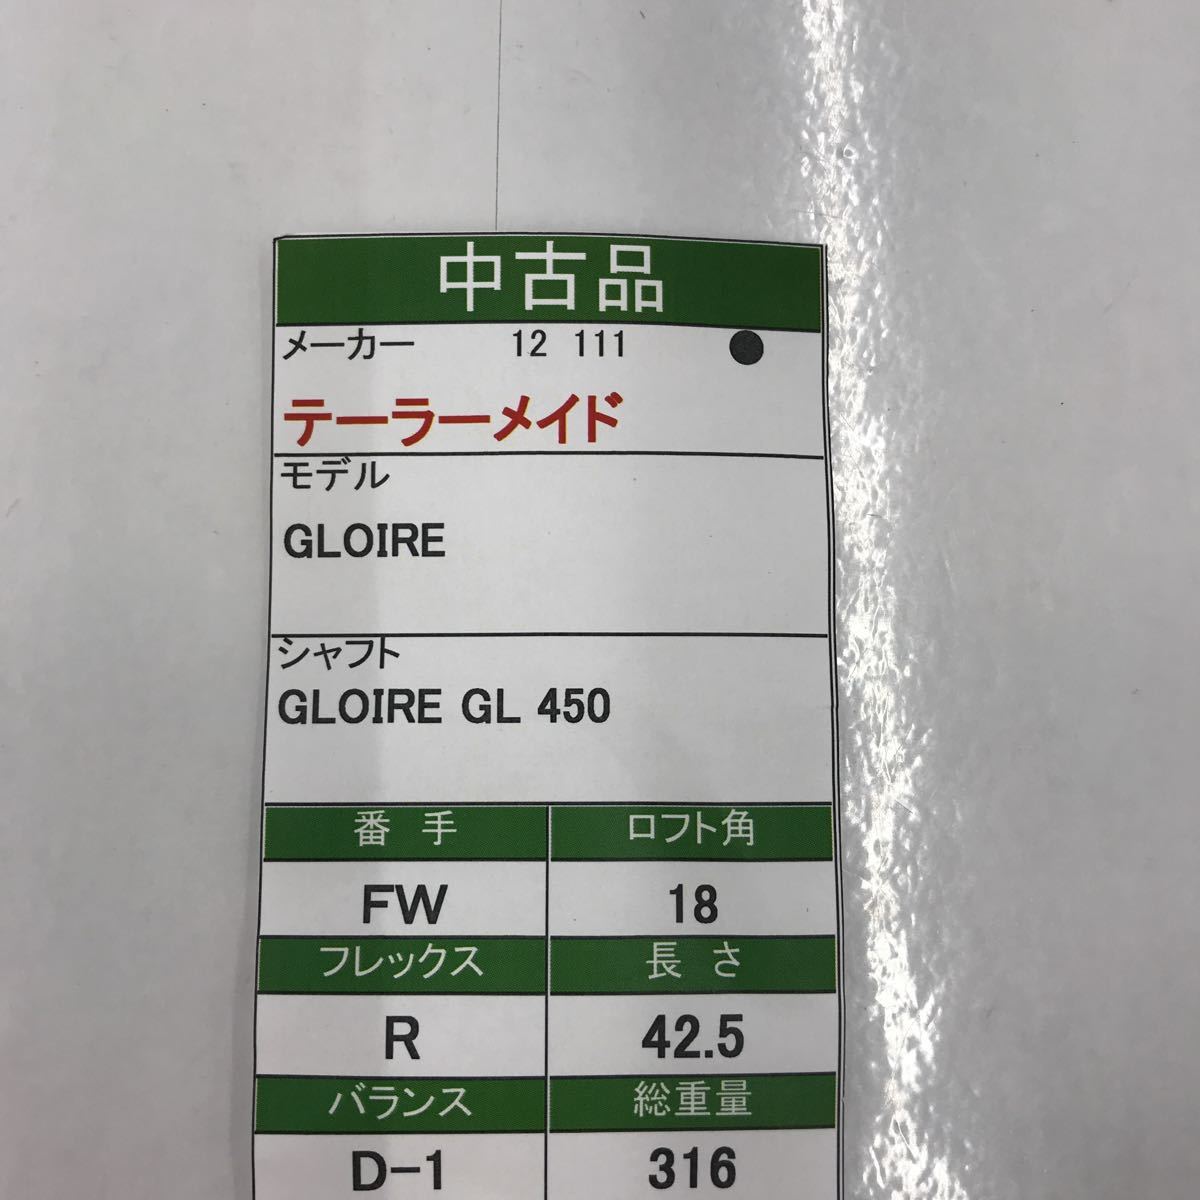 中古品
メーカー 12 111 ●
テーラーメイド
モデル
GLOIRE
シャフト
GLOIRE GL 450
番 手 ロフト角
FW 18
フレックス 長 さ
R 42.5
バランス 総重量
D-1 316